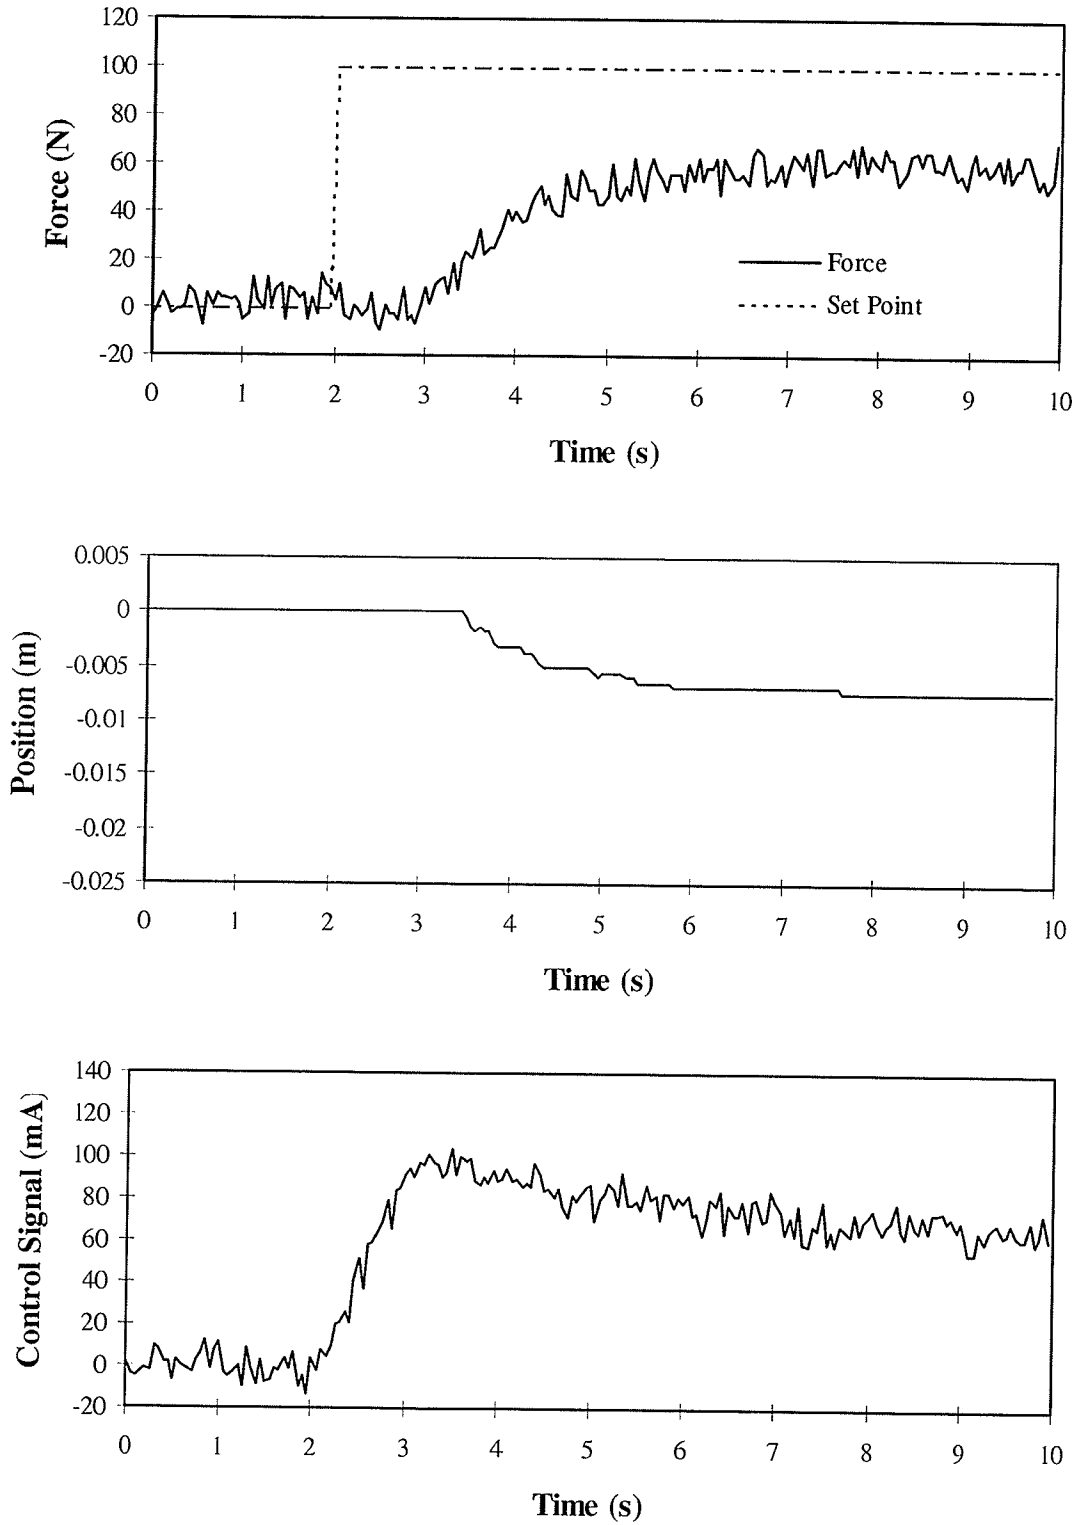 120
100
80
60
40
20
0
-20
Force (N)
Force
Set Point
0 1 2 3 4 5 6 7 8 9 10
Time (s)
0.005
0
-0.005
-0.01
-0.015
-0.02
-0.025
Position (m)
0 1 2 3 4 5 6 7 8 9 10
Time (s)
140
120
100
80
60
40
20
0
-20
Control Signal (mA)
0 1 2 3 4 5 6 7 8 9 10
Time (s)